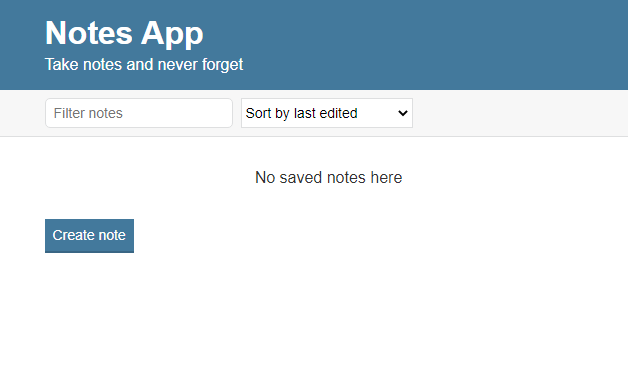 Notes App
Take notes and never forget
Filter notes
Sort by last edited
No saved notes here
Create note